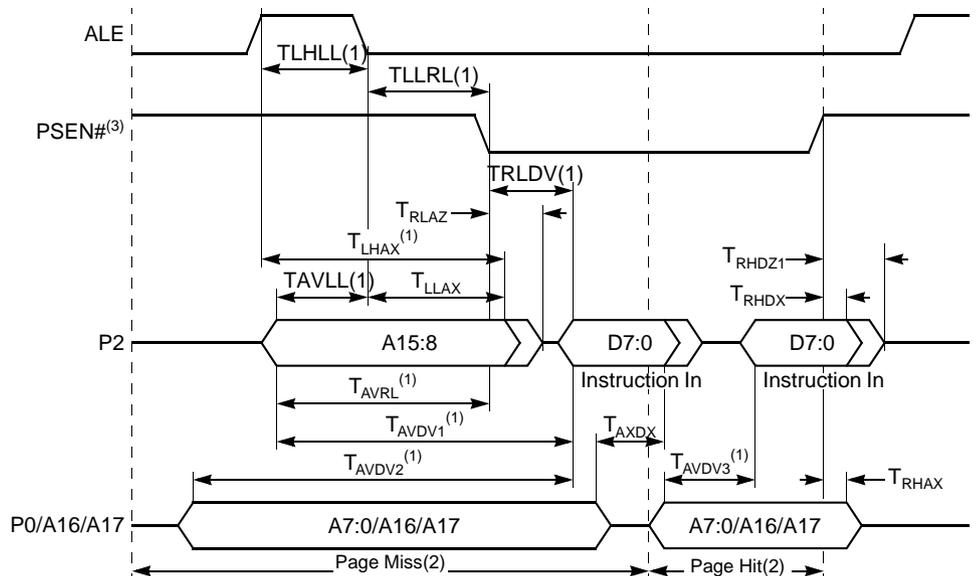 ALE
TLHLL(1)
TLLRL(1)
PSEN#(3)
TRLDV(1)
TRLAZ
TLHAX(1)
TRHDZ1
TAVLL(1)
TLLAX
TRHDX
P2
A15:8
D7:0
D7:0
Instruction In
Instruction In
TAVRL(1)
TAVDV1(1)
TAXDX
TAVDV2(1)
TAVDV3(1)
TRHAX
P0/A16/A17
A7:0/A16/A17
A7:0/A16/A17
Page Miss(2)
Page Hit(2)